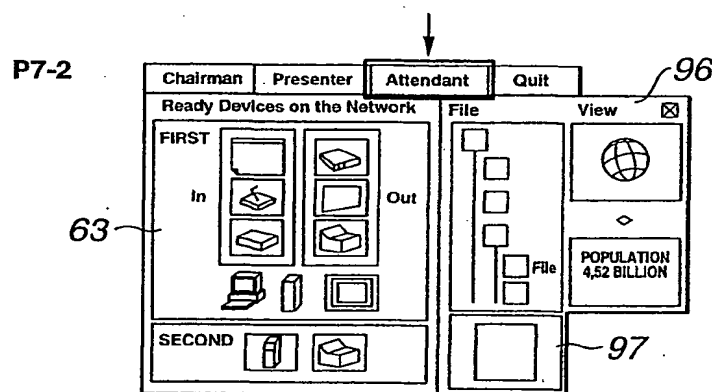 P7-2
Chairman Presenter Attendant Quit
96
Ready Devices on the Network File View
FIRST
In Out
63
File
POPULATION
4,52 BILLION
SECOND
97